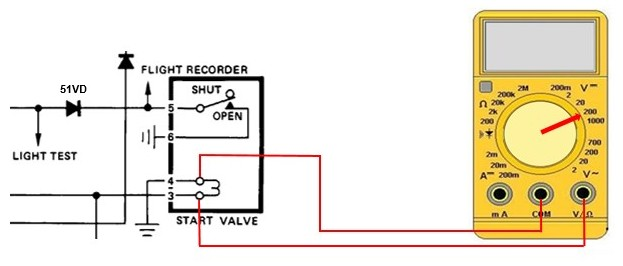 51VD
FLIGHT RECORDER
SHUT
5
OPEN
6
LIGHT TEST
4
3
START VALVE
2M
200m
2
V
200k
20
Ω
20k
200
2k
1000
200
700
200
2m
20
20m
2
A
200m
V~
mA
COM
V/Ω